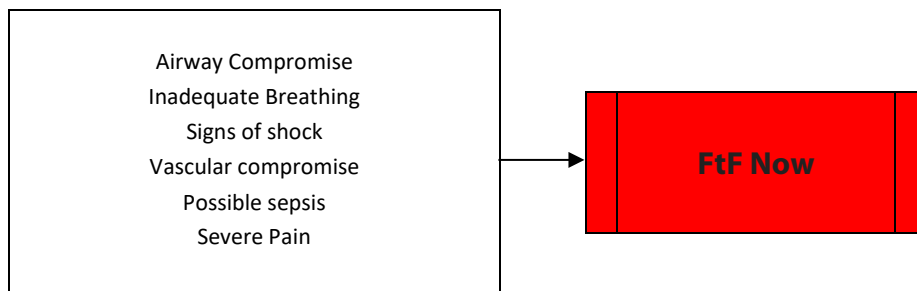 Airway Compromise
Inadequate Breathing
Signs of shock
Vascular compromise
Possible sepsis
Severe Pain
FtF Now